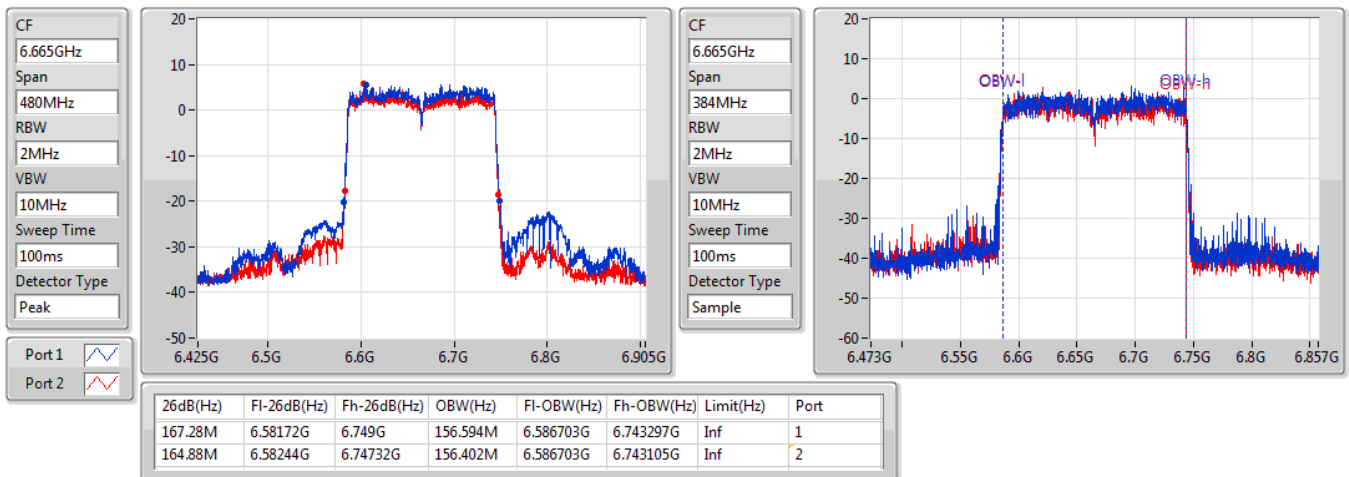 CF
6.665GHz
Span
480MHz
RBW
2MHz
VBW
10MHz
Sweep Time
100ms
Detector Type
Peak
Port 1
Port 2
20
10
0
-10
-20
-30
-40
-50
6.425G 6.5G 6.6G 6.7G 6.8G 6.905G
CF
6.665GHz
Span
384MHz
RBW
2MHz
VBW
10MHz
Sweep Time
100ms
Detector Type
Sample
20
10
0
-10
-20
-30
-40
-50
-60
OBW-l OBW-h
6.473G 6.55G 6.6G 6.65G 6.7G 6.75G 6.8G 6.857G
26dB(Hz) Fl-26dB(Hz) Fh-26dB(Hz) OBW(Hz) Fl-OBW(Hz) Fh-OBW(Hz) Limit(Hz) Port
167.28M 6.58172G 6.749G 156.594M 6.586703G 6.743297G Inf 1
164.88M 6.58244G 6.74732G 156.402M 6.586703G 6.743105G Inf 2